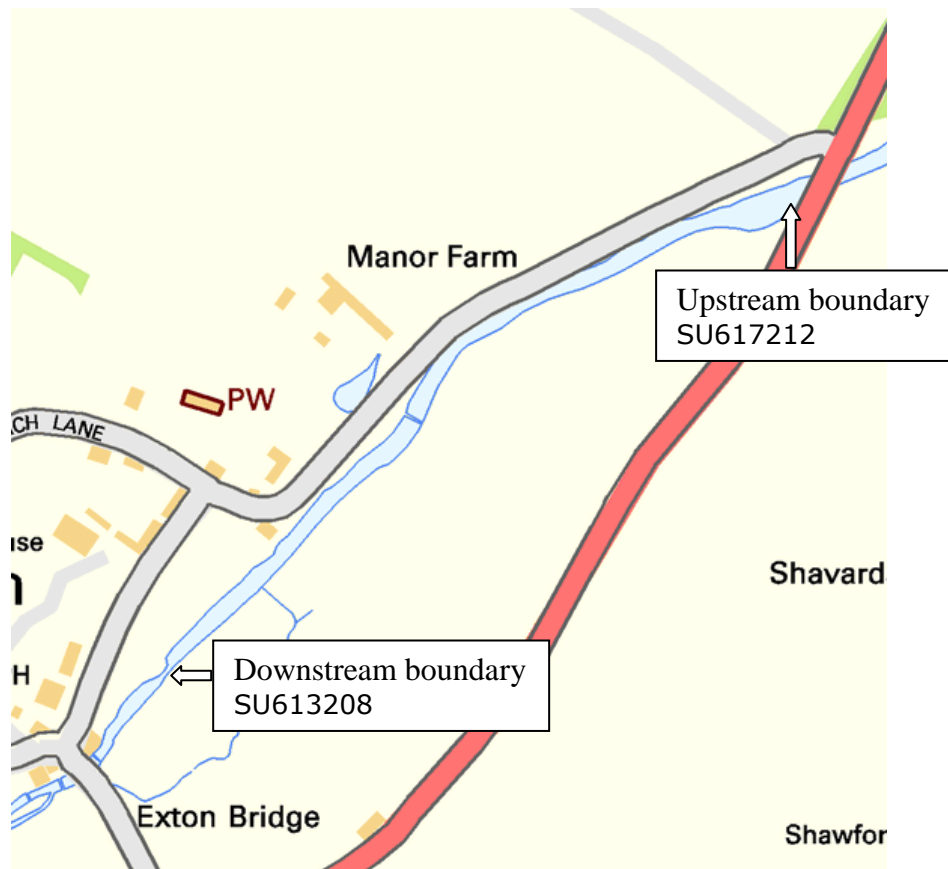 Manor Farm
Upstream boundary
SU617212
PW
CH LANE
use
n
Shavard
Downstream boundary
SU613208
H
Exton Bridge
Shawfor